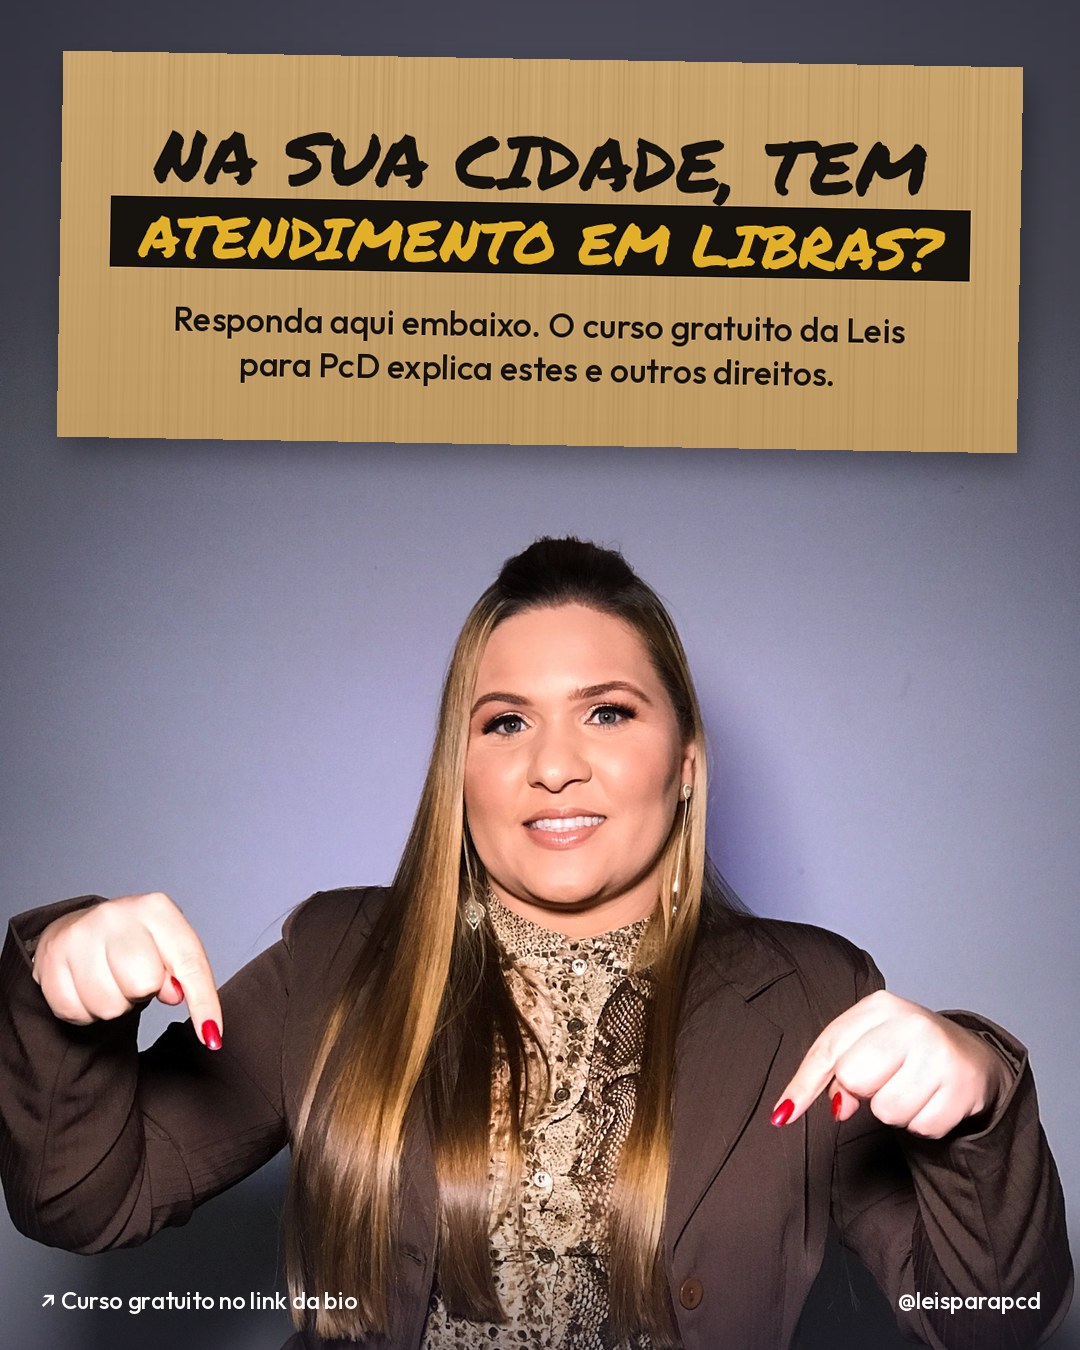 NA SUA CIDADE, TEM
ATENDIMENTO EM LIBRAS?
Responda aqui embaixo. O curso gratuito da Leis
para PcD explica estes e outros direitos.
↗ Curso gratuito no link da bio
@leisparapcd